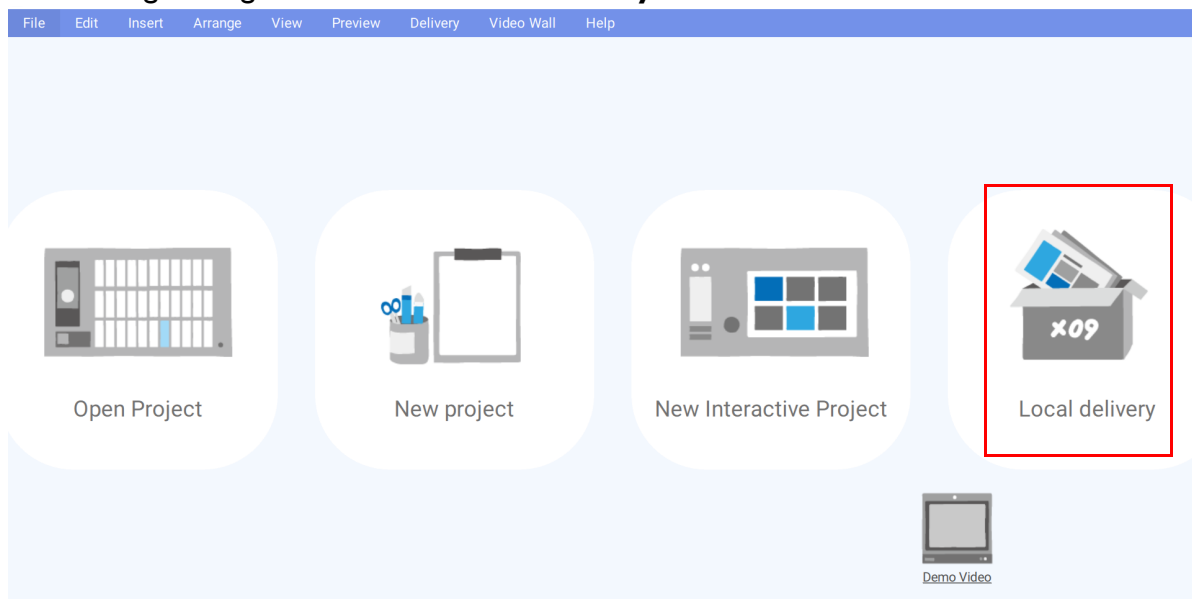 File Edit Insert Arrange View Preview Delivery Video Wall Help
x09
Open Project New project New Interactive Project Local delivery
Demo Video